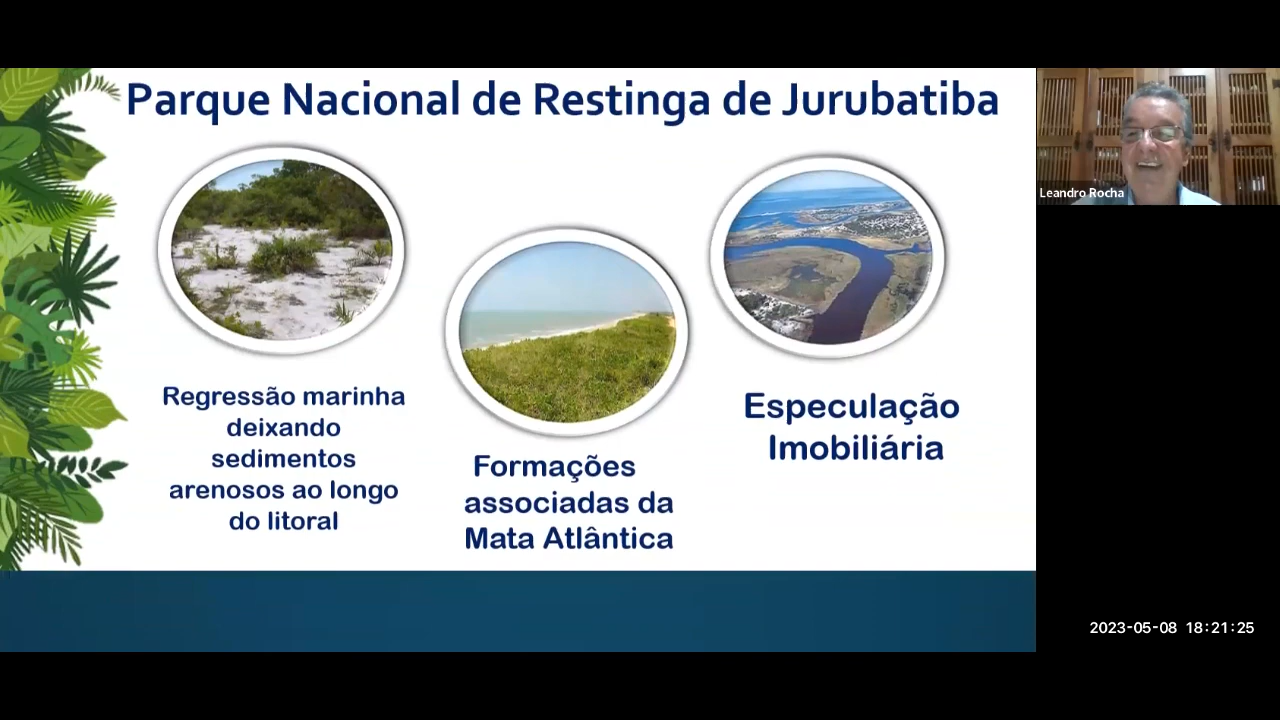 Parque Nacional de Restinga de Jurubatiba
Leandro Rocha
Regressão marinha
deixando
sedimentos
arenosos ao longo
do litoral
Formações
associadas da
Mata Atlântica
Especulação
Imobiliária
2023-05-08 18:21:25